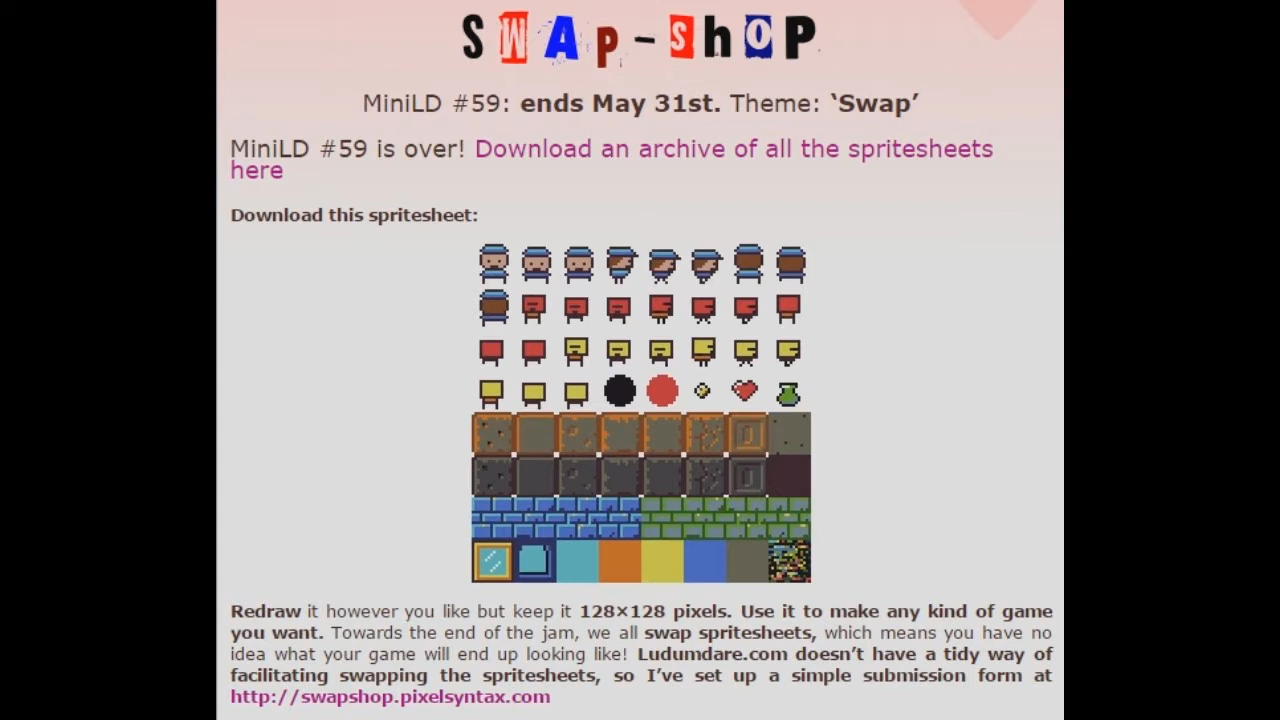 SWAp-ShOP
MiniLD #59: ends May 31st. Theme: ‘Swap’
MiniLD #59 is over! Download an archive of all the spritesheets
here
Download this spritesheet:
Redraw it however you like but keep it 128×128 pixels. Use it to make any kind of game
you want. Towards the end of the jam, we all swap spritesheets, which means you have no
idea what your game will end up looking like! Ludumdare.com doesn’t have a tidy way of
facilitating swapping the spritesheets, so I’ve set up a simple submission form at
http://swapshop.pixelsyntax.com